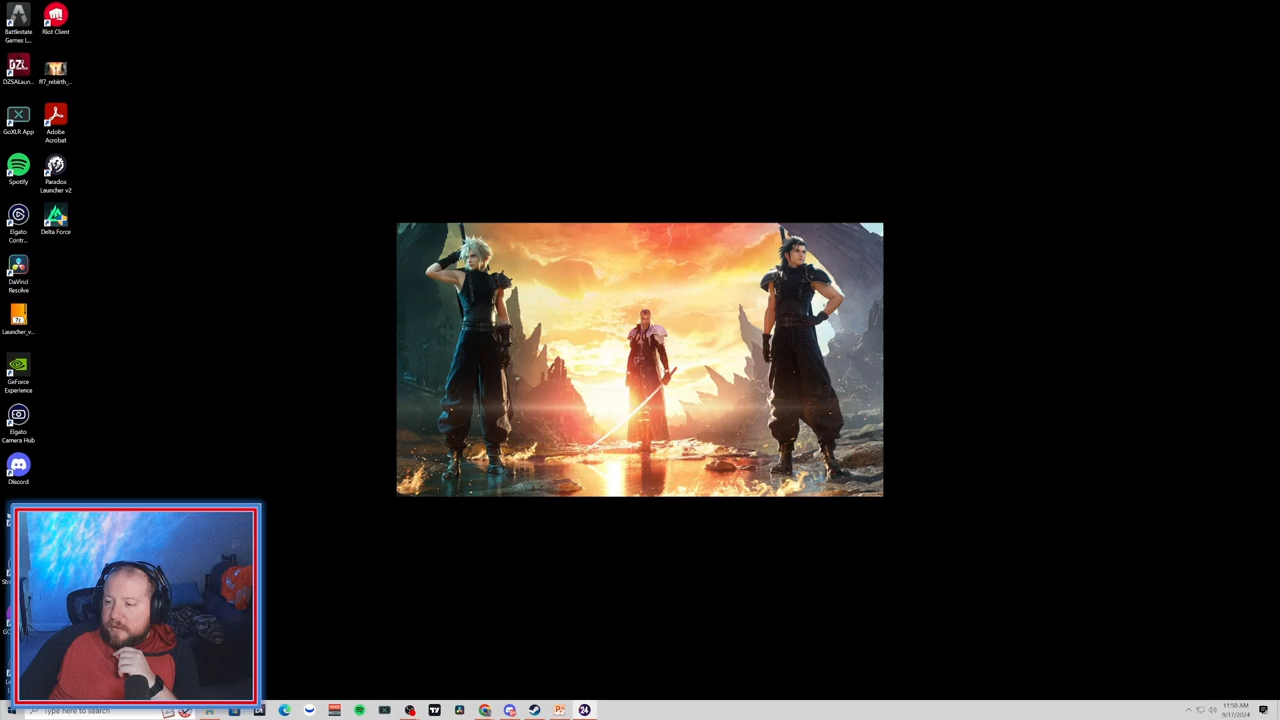 Battlestate
Games L...
Riot Client
DZSALaun...
ff7_rebirth_...
GoXLR App
Adobe
Acrobat
Spotify
Paradox
Launcher v2
Elgato
Contr...
Delta Force
DaVinci
Resolve
Launcher_v...
GeForce
Experience
Elgato
Camera Hub
Discord
Type here to search
11:50 AM
9/17/2024